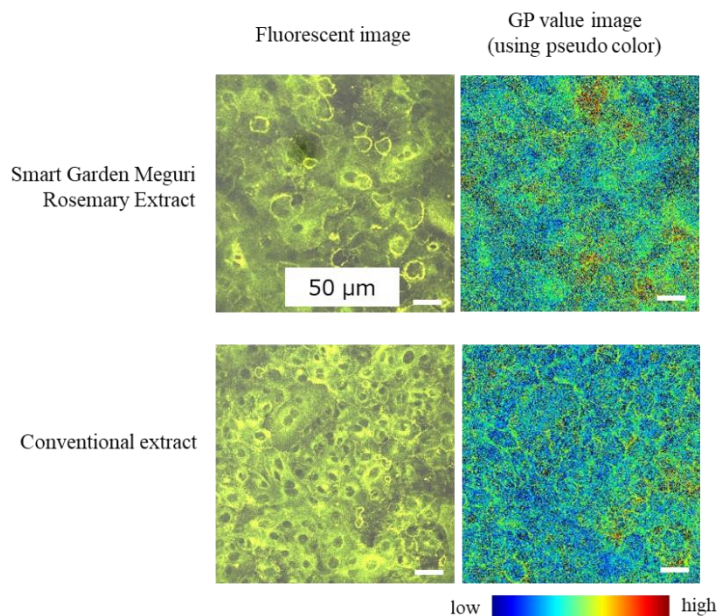 Fluorescent image
GP value image
(using pseudo color)
Smart Garden Meguri
Rosemary Extract
50 μm
Conventional extract
low
high